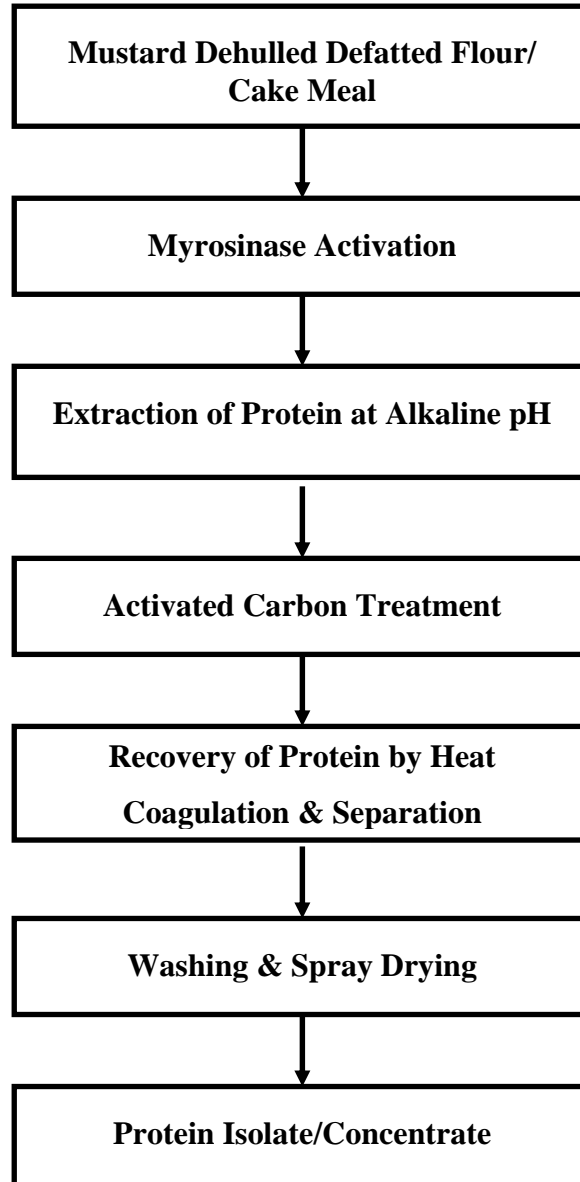 Mustard Dehulled Defatted Flour/
Cake Meal
Myrosinase Activation
Extraction of Protein at Alkaline pH
Activated Carbon Treatment
Recovery of Protein by Heat
Coagulation & Separation
Washing & Spray Drying
Protein Isolate/Concentrate